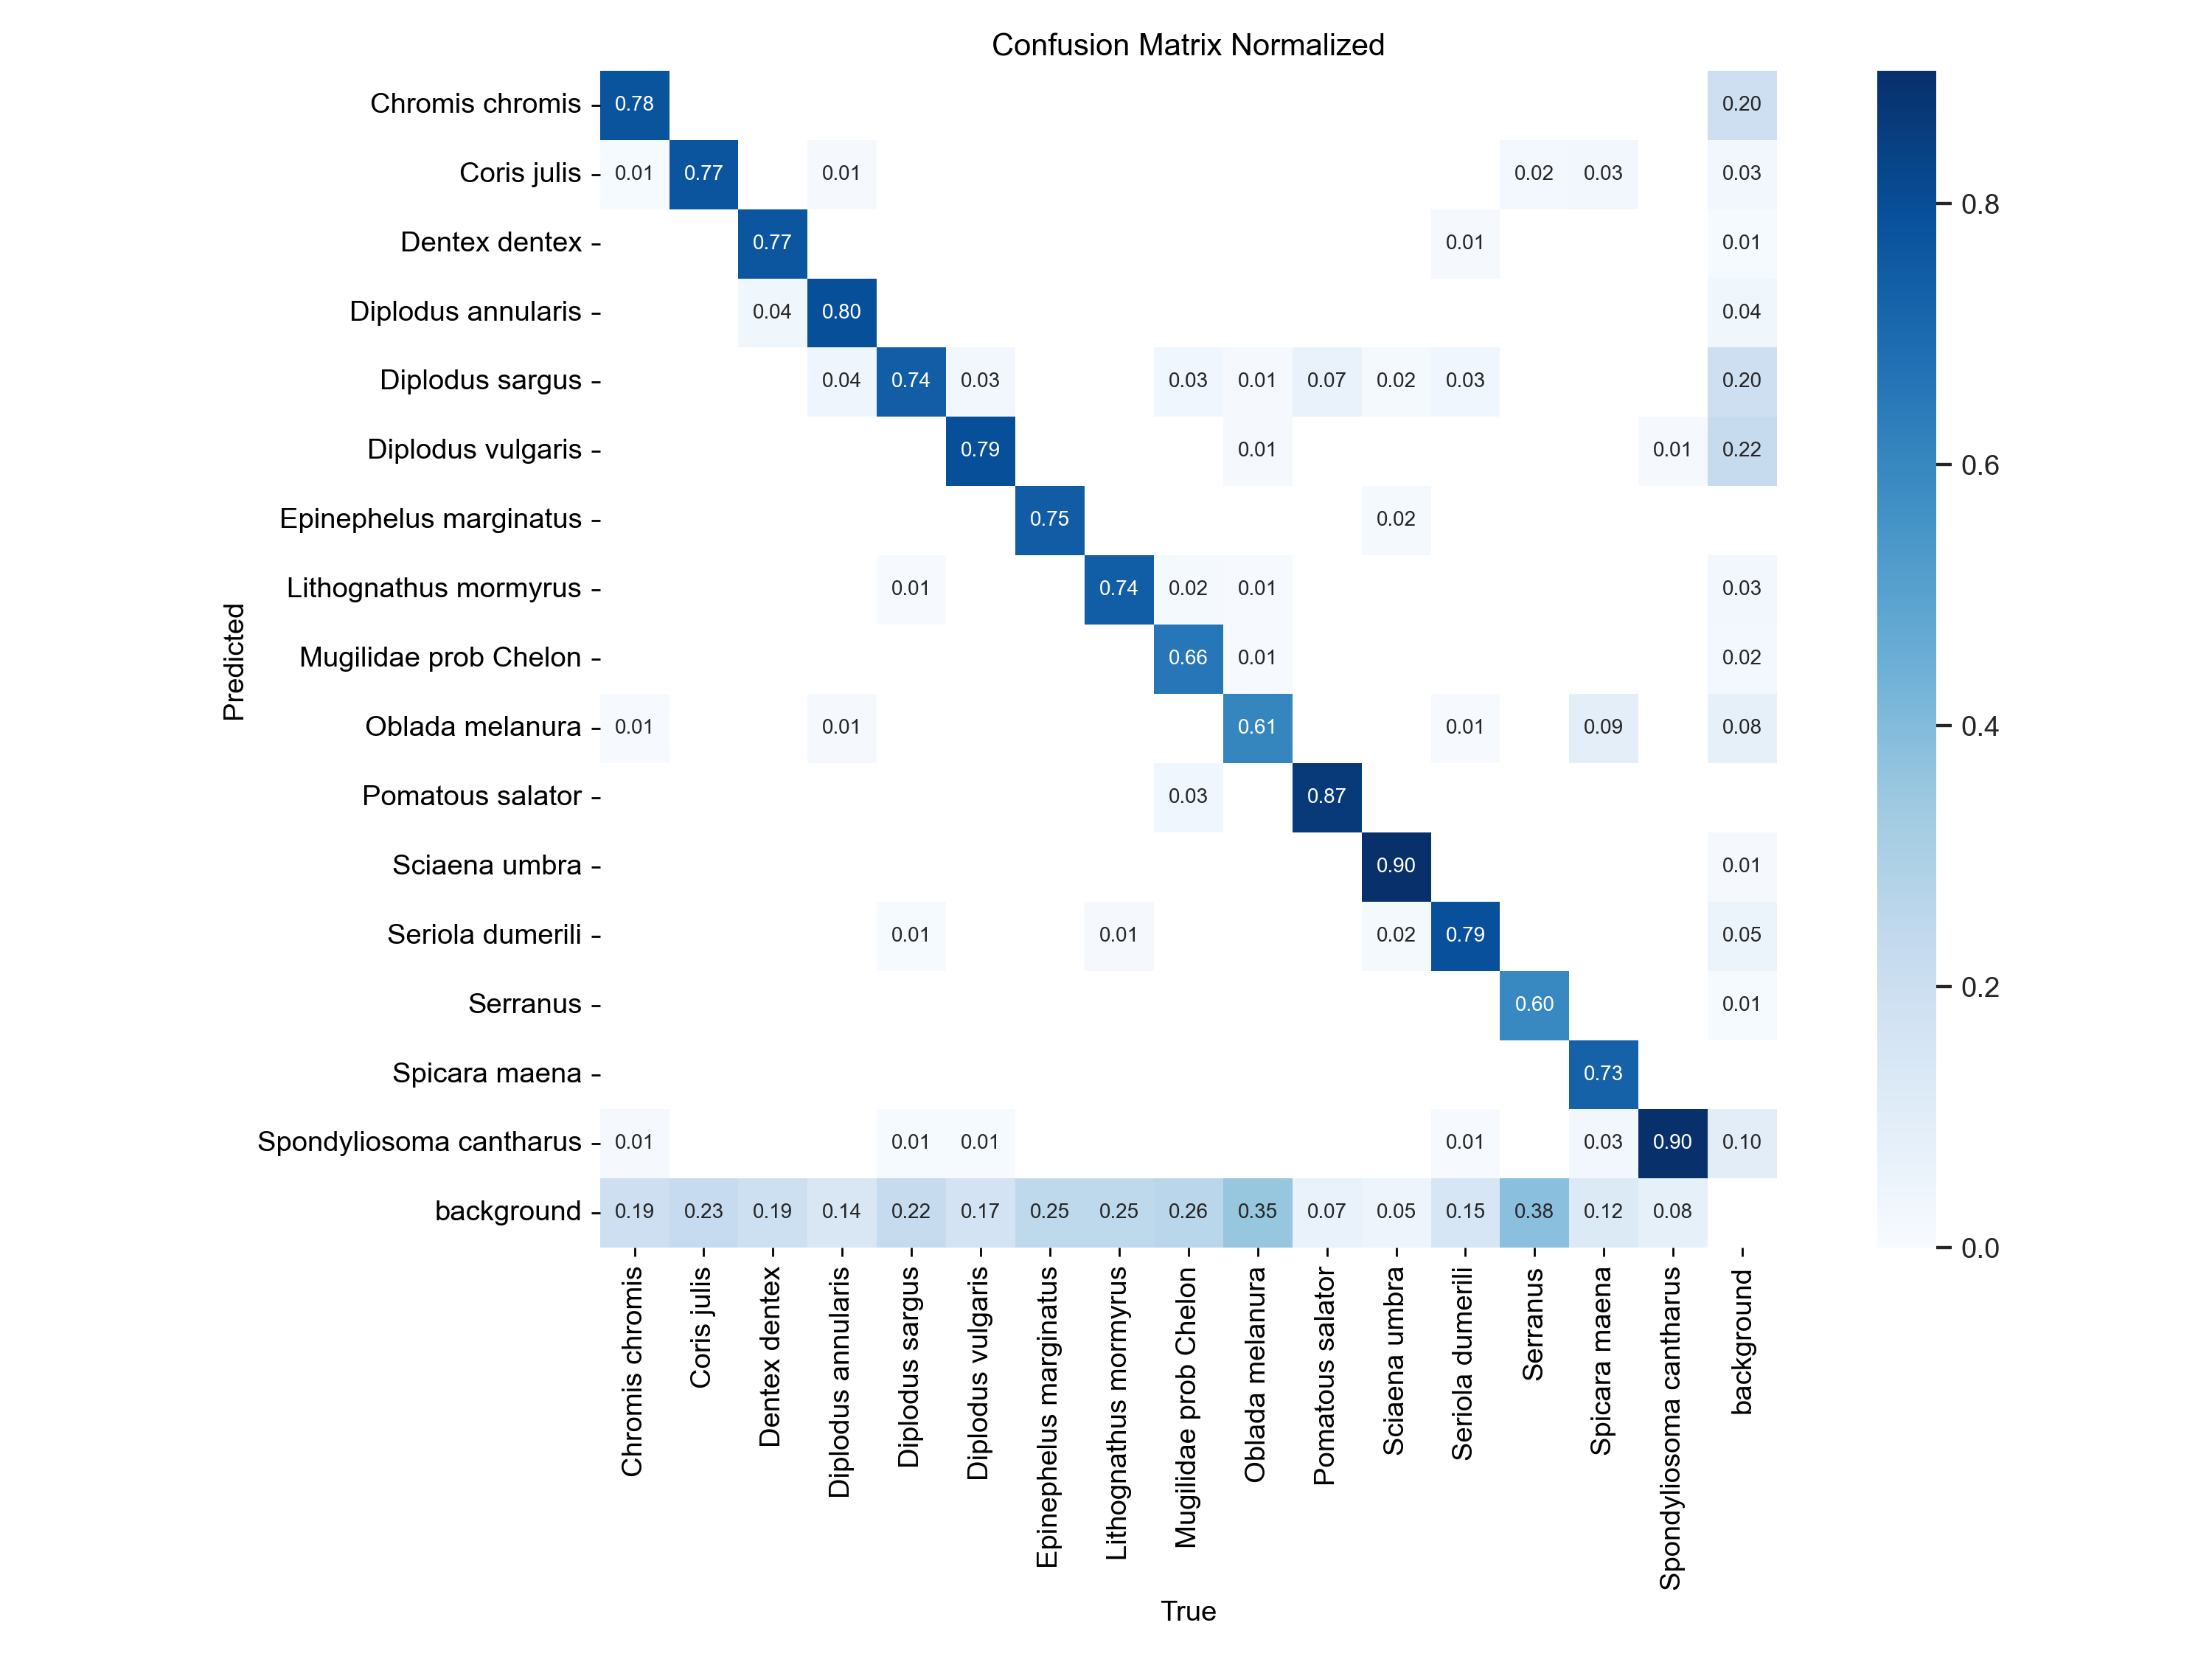 Confusion Matrix Normalized
Chromis chromis 0.78 0.20
Coris julis 0.01 0.77 0.01 0.02 0.03 0.03
Dentex dentex 0.77 0.01 0.01
Diplodus annularis 0.04 0.80 0.04
Diplodus sargus 0.04 0.74 0.03 0.03 0.01 0.07 0.02 0.03 0.20
Diplodus vulgaris 0.79 0.01 0.01 0.22
Epinephelus marginatus 0.75 0.02
Lithognathus mormyrus 0.01 0.74 0.02 0.01 0.03
Mugilidae prob Chelon 0.66 0.01 0.02
Oblada melanura 0.01 0.01 0.61 0.01 0.09 0.08
Pomatous salator 0.03 0.87
Sciaena umbra 0.90 0.01
Seriola dumerili 0.01 0.01 0.02 0.79 0.05
Serranus 0.60 0.01
Spicara maena 0.73
Spondyliosoma cantharus 0.01 0.01 0.01 0.01 0.03 0.90 0.10
background 0.19 0.23 0.19 0.14 0.22 0.17 0.25 0.25 0.26 0.35 0.07 0.05 0.15 0.38 0.12 0.08
Predicted
Chromis chromis
Coris julis
Dentex dentex
Diplodus annularis
Diplodus sargus
Diplodus vulgaris
Epinephelus marginatus
Lithognathus mormyrus
Mugilidae prob Chelon
Oblada melanura
Pomatous salator
Sciaena umbra
Seriola dumerili
Serranus
Spicara maena
Spondyliosoma cantharus
background
True
0.8
0.6
0.4
0.2
0.0